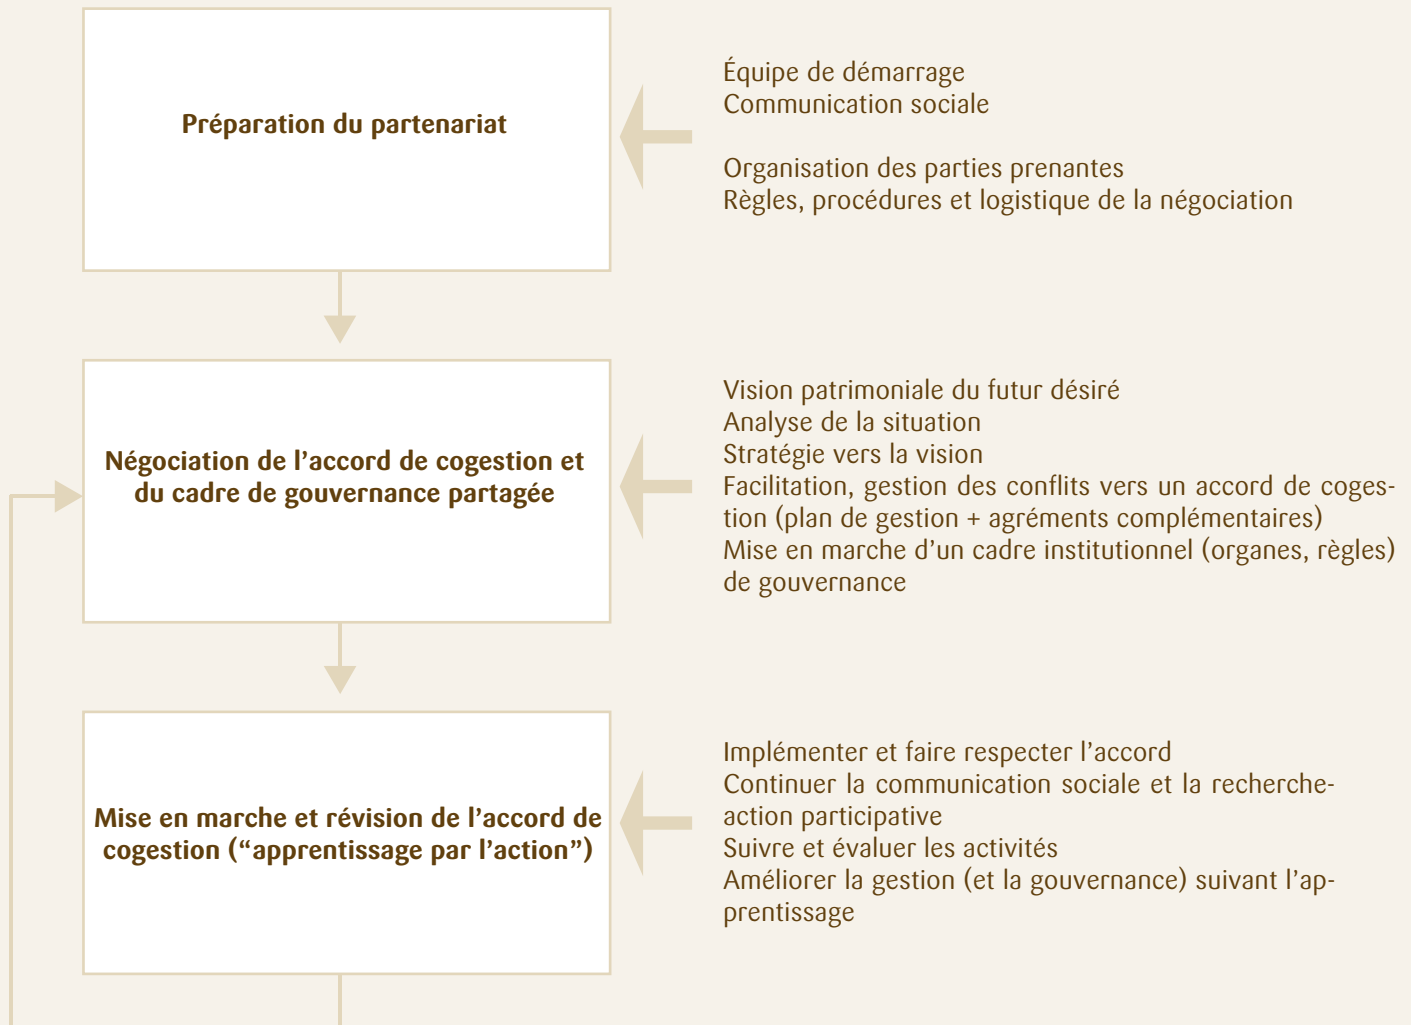 Préparation du partenariat
Équipe de démarrage
Communication sociale
Organisation des parties prenantes
Règles, procédures et logistique de la négociation
Négociation de l’accord de cogestion et
du cadre de gouvernance partagée
Vision patrimoniale du futur désiré
Analyse de la situation
Stratégie vers la vision
Facilitation, gestion des conflits vers un accord de coges-
tion (plan de gestion + agréments complémentaires)
Mise en marche d’un cadre institutionnel (organes, règles)
de gouvernance
Mise en marche et révision de l’accord de
cogestion (“apprentissage par l’action”)
Implémenter et faire respecter l’accord
Continuer la communication sociale et la recherche-
action participative
Suivre et évaluer les activités
Améliorer la gestion (et la gouvernance) suivant l’ap-
prentissage